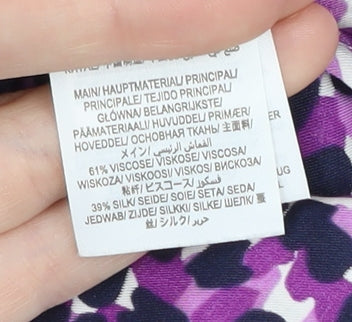 MAIN/ HAUPTMATERIAL/ PRINCIPAL/
PRINCIPALE/ TEJIDO PRINCIPAL/
GŁÓWNA/ BELANGRIJKSTE/
PÄÄMATERIAALI/ HUVUDDEL/ PRIMÆR/
HOVEDDEL/ ОСНОВНАЯ ТКАНЬ/ 主面料/
メイン/ القماش الرئيسي
61% VISCOSE/ VISKOSE/ VISCOSA/
WISKOZA/ VISKOOSI/ VISKOS/ ВИСКОЗА/
粘杆/ ビスコース/ فسكوز
39% SILK/ SEIDE/ SOIE/ SETA/ SEDA/
JEDWAB/ ZIJDE/ SILKKI/ SILKE/ ШЕЛК/ 蚕
丝/ シルク/ حرير